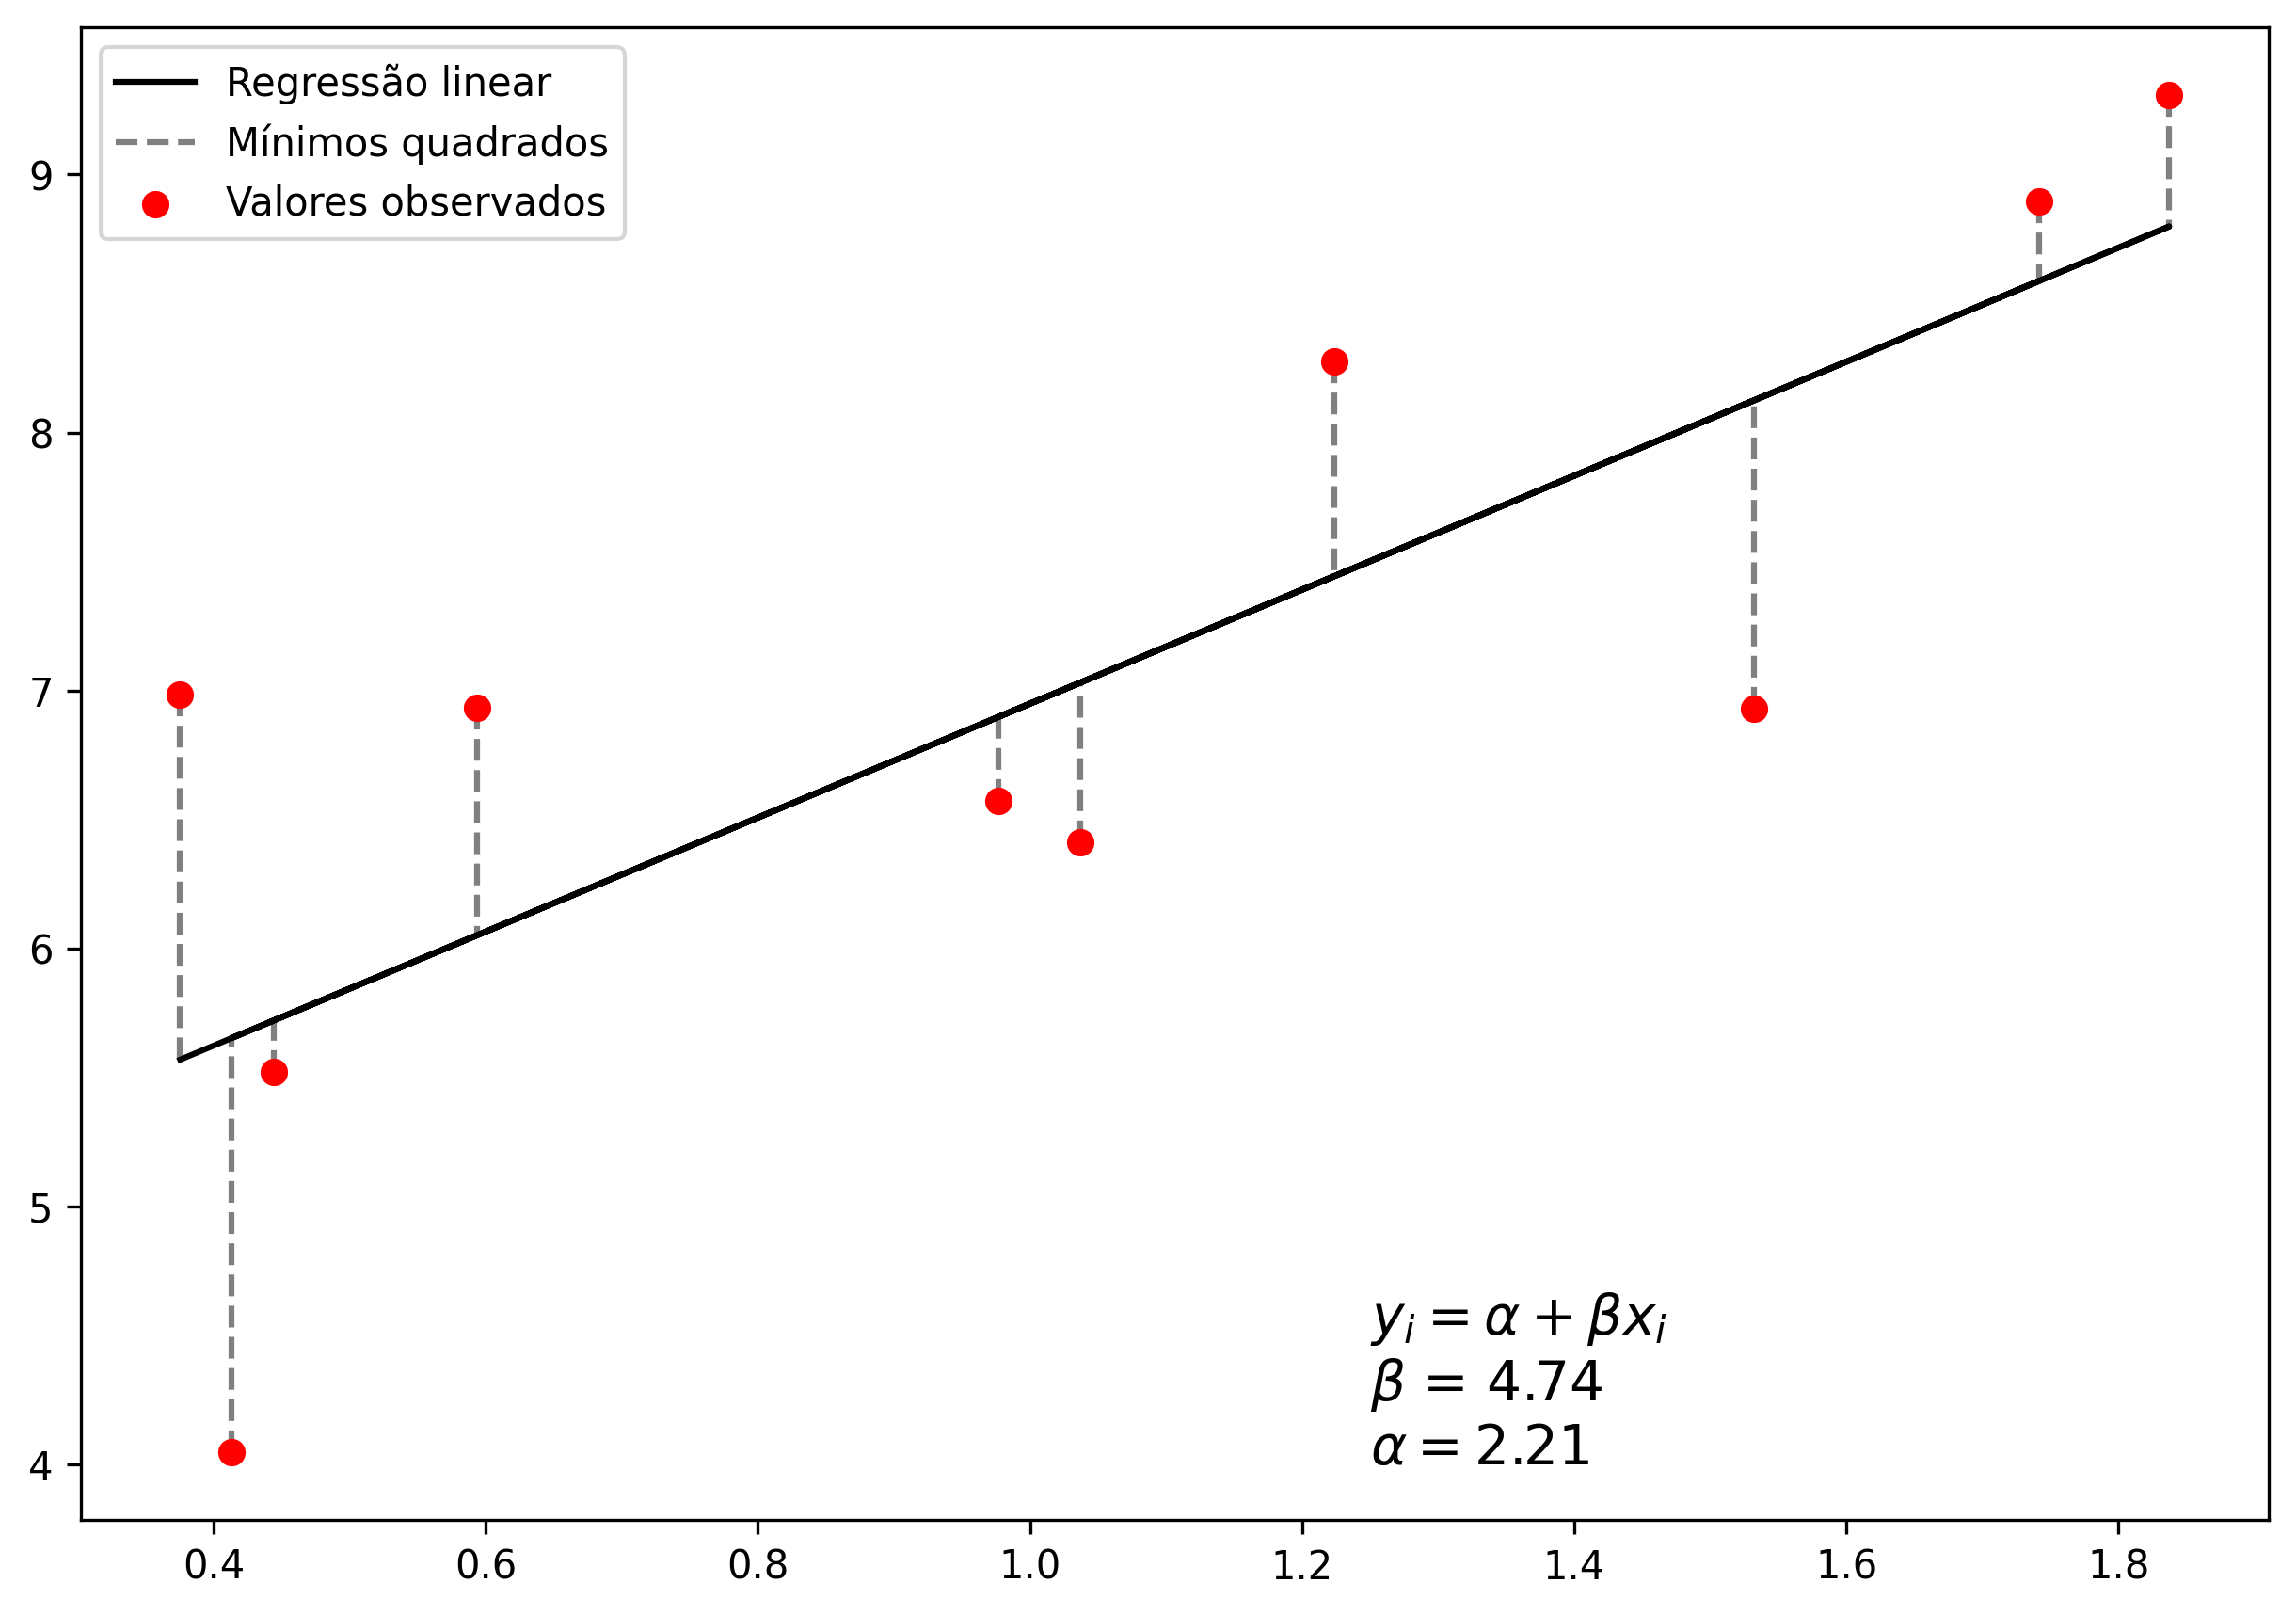 Regressão linear
Mínimos quadrados
Valores observados
9
8
7
6
5
4
yᵢ = α + βxᵢ
β = 4.74
α = 2.21
0.4 0.6 0.8 1.0 1.2 1.4 1.6 1.8